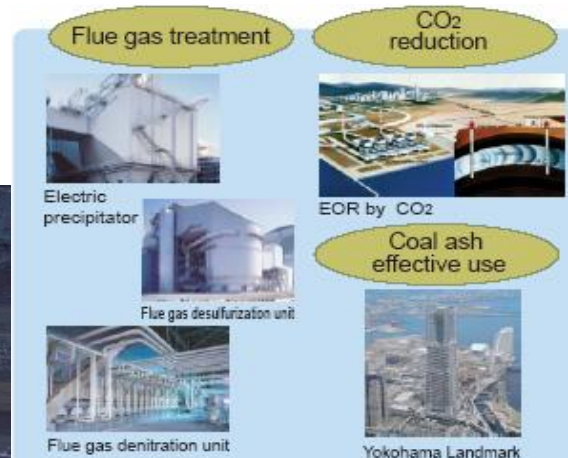 Flue gas treatment
Electric
precipitator
Flue gas desulfurization unit
Flue gas denitration unit
CO2
reduction
EOR by CO2
Coal ash
effective use
Yokohama Landmark